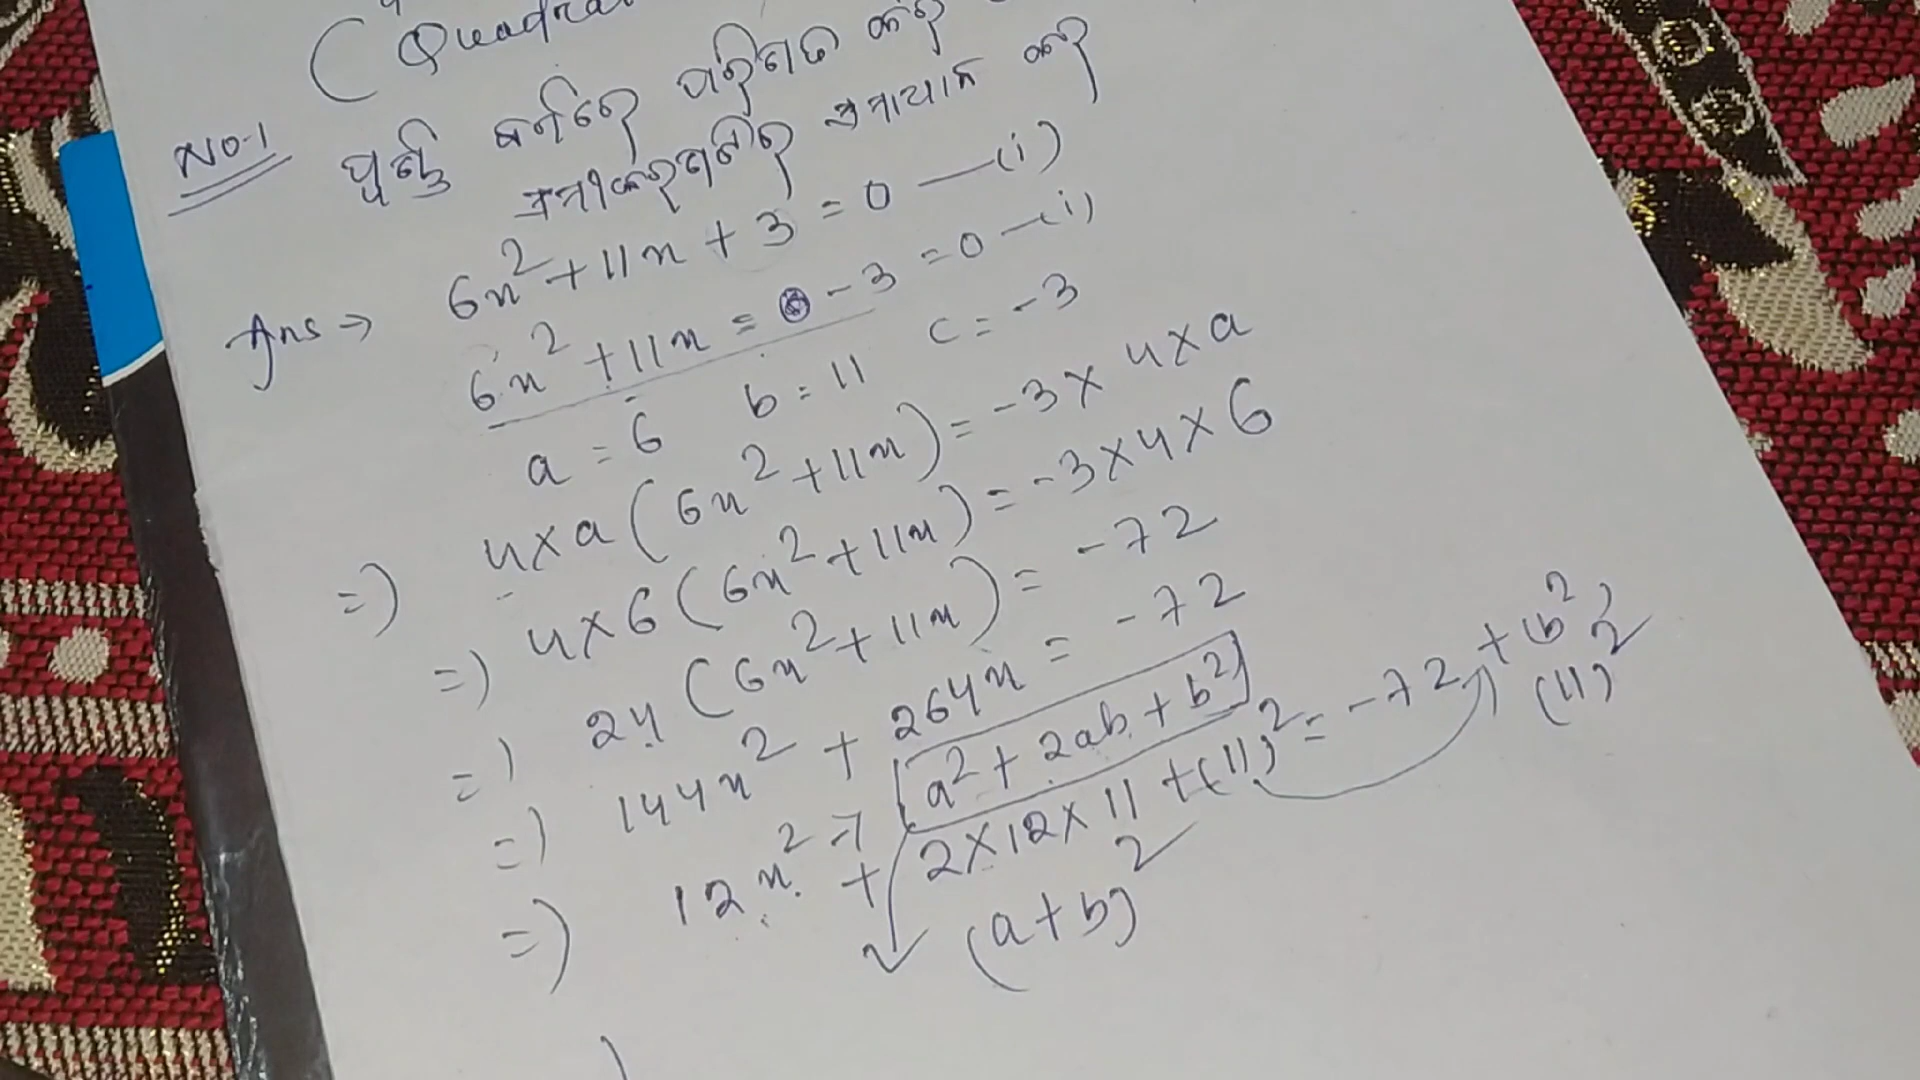 ( Quadra
NO-1 ପୂର୍ଣ୍ଣ ବର୍ଗରେ ପରିଣତ କରି
ସମୀକରଣଟିର ସମାଧାନ କର
6x² + 11x + 3 = 0 —(i)
Ans → 6x² + 11x = - 3 = 0 —(i)
a = 6 b = 11 c = -3
=) 4×a (6x² + 11x) = -3× 4×a
=) 4×6 (6x² + 11x) = -3×4×6
=) 24 (6x² + 11x) = -72
=) 144x² + 264x = -72
a² + 2ab + b²
=) 12x² + 2×12×11 + (11)² = -72 + (b²)
(11)²
(a+b)²